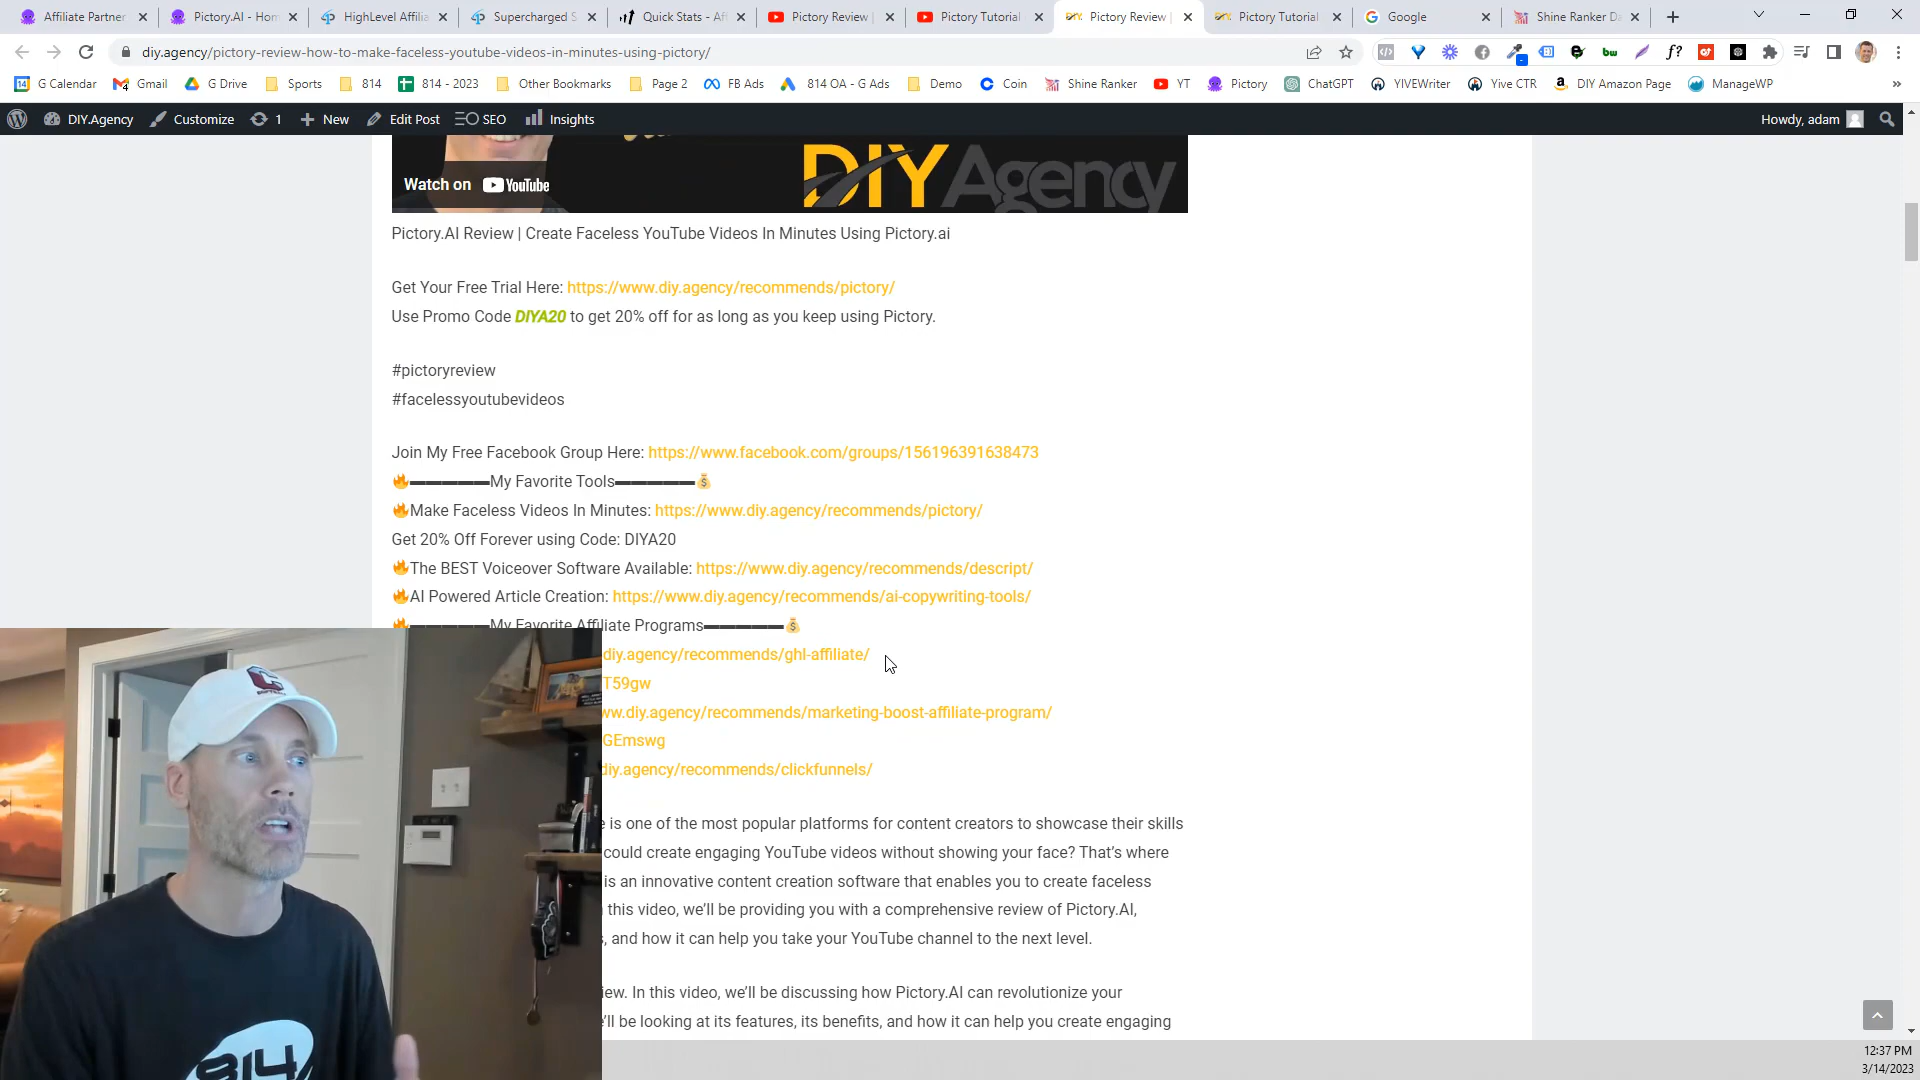 Affiliate Partner
Pictory.AI - Hom
HighLevel Affilia
Supercharged S
Quick Stats - Af
Pictory Review |
Pictory Tutorial
Pictory Review |
Pictory Tutorial
Google
Shine Ranker Da
diy.agency/pictory-review-how-to-make-faceless-youtube-videos-in-minutes-using-pictory/
G Calendar
Gmail
G Drive
Sports
814
814 - 2023
Other Bookmarks
Page 2
FB Ads
814 OA - G Ads
Demo
Coin
Shine Ranker
YT
Pictory
ChatGPT
YIVEWriter
Yive CTR
DIY Amazon Page
ManageWP
»
DIY.Agency
Customize
1
+ New
Edit Post
SEO
Insights
Howdy, adam
Watch on YouTube
DIY Agency
Pictory.AI Review | Create Faceless YouTube Videos In Minutes Using Pictory.ai
Get Your Free Trial Here: https://www.diy.agency/recommends/pictory/
Use Promo Code DIYA20 to get 20% off for as long as you keep using Pictory.
#pictoryreview
#facelessyoutubevideos
Join My Free Facebook Group Here: https://www.facebook.com/groups/156196391638473
🔥▬▬▬▬▬My Favorite Tools▬▬▬▬▬💰
🔥Make Faceless Videos In Minutes: https://www.diy.agency/recommends/pictory/
Get 20% Off Forever using Code: DIYA20
🔥The BEST Voiceover Software Available: https://www.diy.agency/recommends/descript/
🔥AI Powered Article Creation: https://www.diy.agency/recommends/ai-copywriting-tools/
🔥▬▬▬▬▬My Favorite Affiliate Programs▬▬▬▬▬💰
diy.agency/recommends/ghl-affiliate/
T59gw
ww.diy.agency/recommends/marketing-boost-affiliate-program/
GEmswg
diy.agency/recommends/clickfunnels/
e is one of the most popular platforms for content creators to showcase their skills
could create engaging YouTube videos without showing your face? That's where
is an innovative content creation software that enables you to create faceless
this video, we'll be providing you with a comprehensive review of Pictory.AI,
, and how it can help you take your YouTube channel to the next level.
iew. In this video, we'll be discussing how Pictory.AI can revolutionize your
'll be looking at its features, its benefits, and how it can help you create engaging
C
814
12:37 PM
3/14/2023